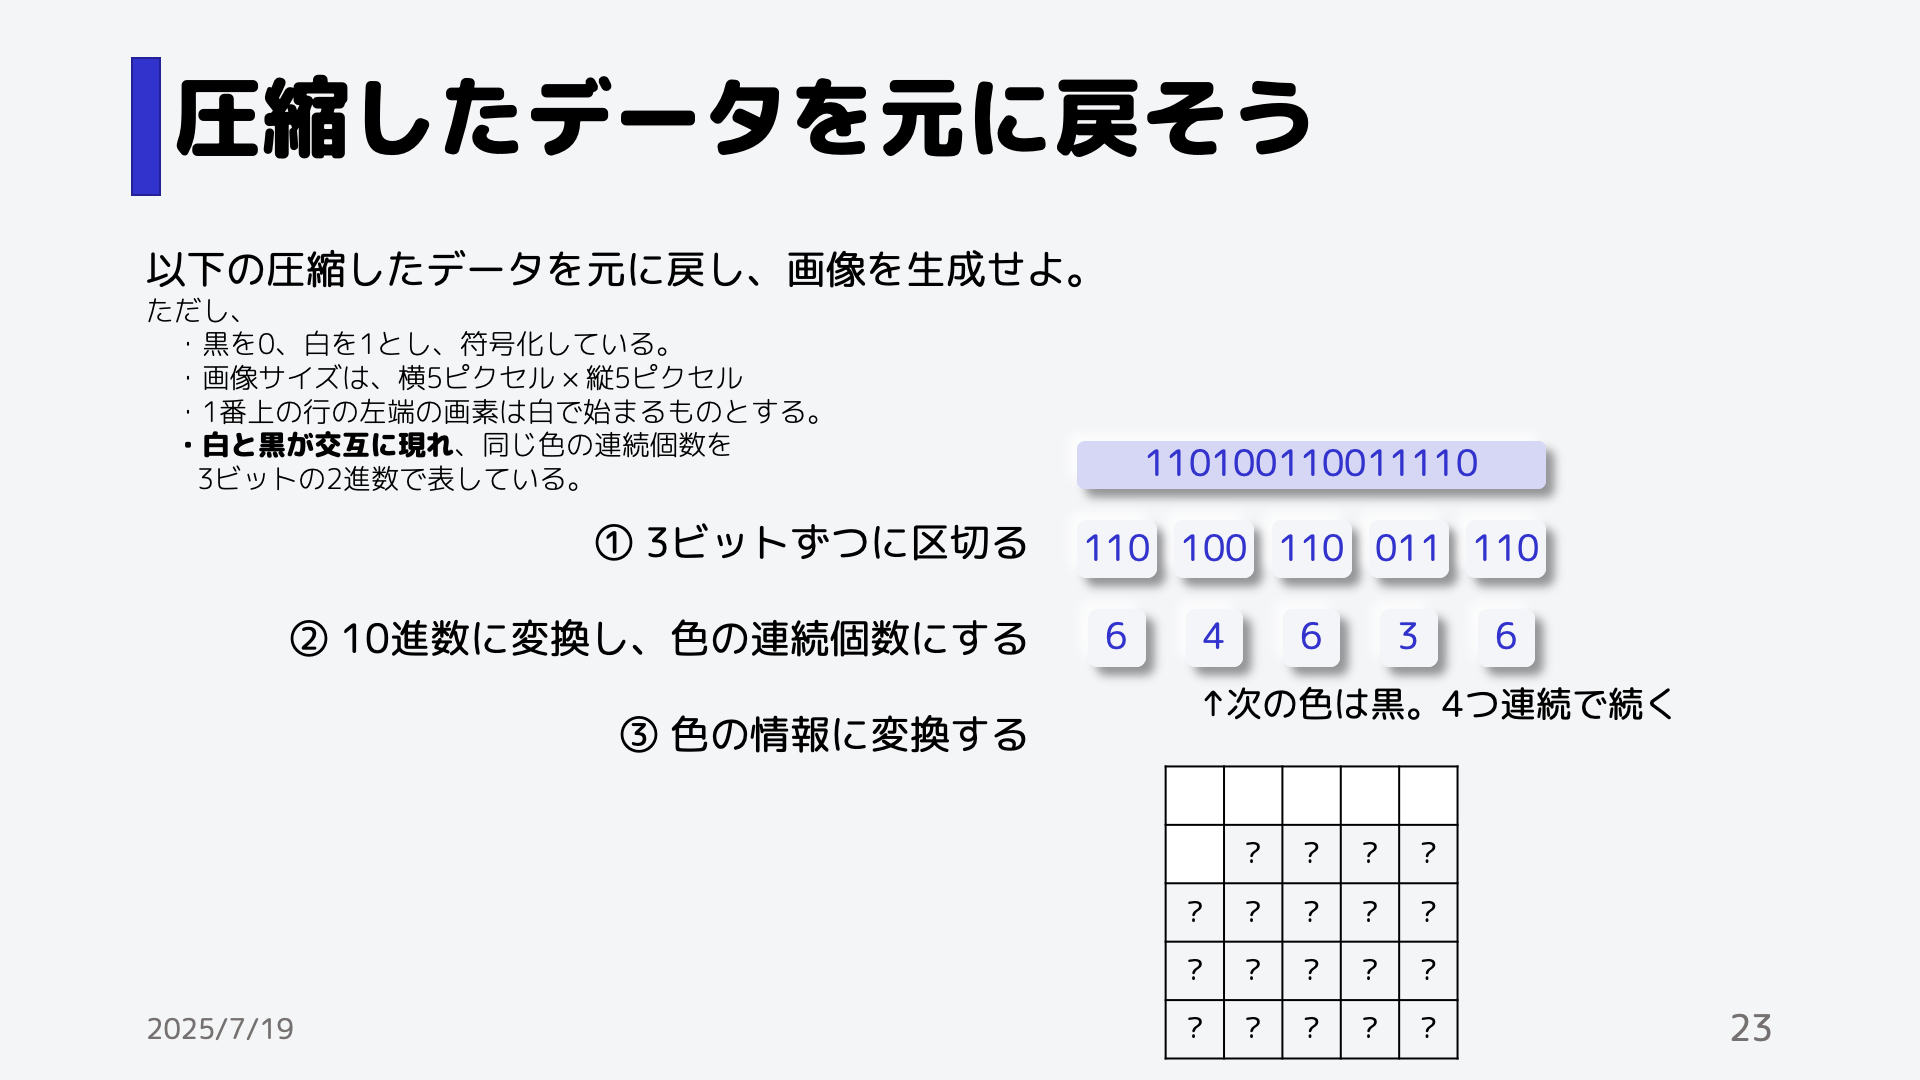 圧縮したデータを元に戻そう
以下の圧縮したデータを元に戻し、画像を生成せよ。
ただし、
・黒を0、白を1とし、符号化している。
・画像サイズは、横5ピクセル×縦5ピクセル
・1番上の行の左端の画素は白で始まるものとする。
・白と黒が交互に現れ、同じ色の連続個数を
3ビットの2進数で表している。
110100110011110
① 3ビットずつに区切る
110 100 110 011 110
② 10進数に変換し、色の連続個数にする
6 4 6 3 6
↑次の色は黒。4つ連続で続く
③ 色の情報に変換する
? ? ? ?
? ? ? ? ?
? ? ? ? ?
? ? ? ? ?
2025/7/19
23